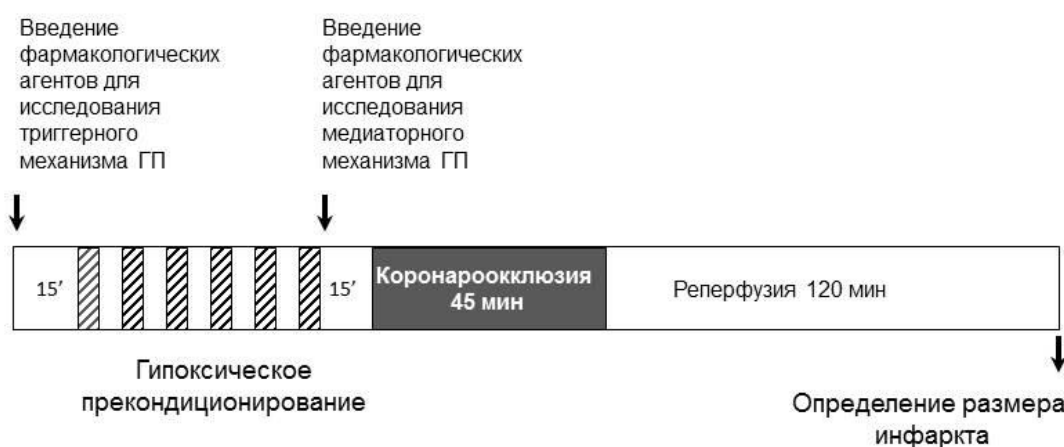 Введение
фармакологических
агентов для
исследования
триггерного
механизма ГП
Введение
фармакологических
агентов для
исследования
медиаторного
механизма ГП
15’
15’
Коронароокклюзия
45 мин
Реперфузия 120 мин
Гипоксическое
прекондиционирование
Определение размера
инфаркта